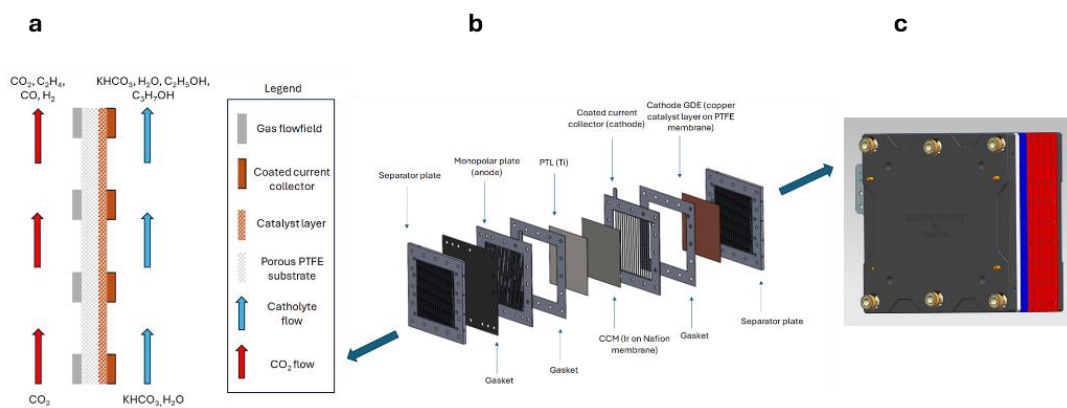 a
b
c
CO2, C2H4,
CO, H2
KHCO3, H2O, C2H5OH,
C3H7OH
CO2
KHCO3, H2O
Legend
Gas flowfield
Coated current
collector
Catalyst layer
Porous PTFE
substrate
Catholyte
flow
CO2 flow
Separator plate
Monopolar plate
(anode)
PTL (Ti)
Coated current
collector (cathode)
Cathode GDE (copper
catalyst layer on PTFE
membrane)
Gasket
Gasket
CCM (Ir on Nafion
membrane)
Gasket
Separator plate